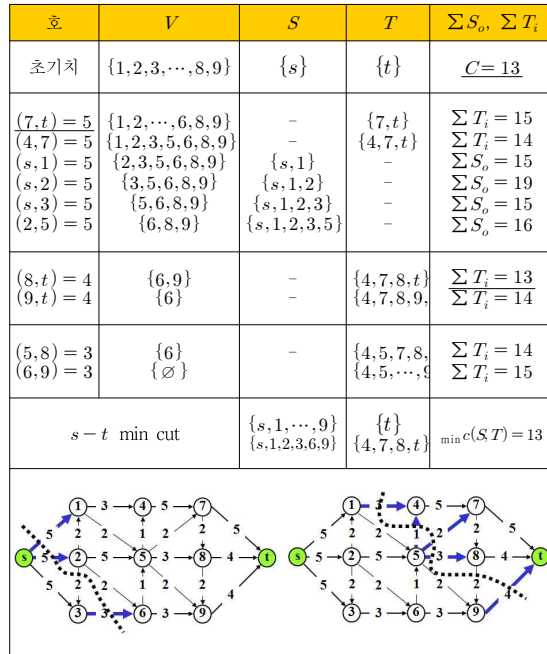 호 V S T ∑ S_o, ∑ T_i
초기치 {1,2,3,⋯,8,9} {s} {t} C= 13
(7,t) = 5 {1,2,⋯,6,8,9} − {7,t} ∑ T_i = 15
(4,7) = 5 {1,2,3,5,6,8,9} − {4,7,t} ∑ T_i = 14
(s,1) = 5 {2,3,5,6,8,9} {s,1} − ∑ S_o = 15
(s,2) = 5 {3,5,6,8,9} {s,1,2} − ∑ S_o = 19
(s,3) = 5 {5,6,8,9} {s,1,2,3} − ∑ S_o = 15
(2,5) = 5 {6,8,9} {s,1,2,3,5} − ∑ S_o = 16
(8,t) = 4 {6,9} − {4,7,8,t} ∑ T_i = 13
(9,t) = 4 {6} − {4,7,8,9, ∑ T_i = 14
(5,8) = 3 {6} − {4,5,7,8, ∑ T_i = 14
(6,9) = 3 {∅} {4,5,⋯,9 ∑ T_i = 15
s − t min cut {s,1,⋯,9} {t} min c(S,T) = 13
{s,1,2,3,6,9} {4,7,8,t}
1 3 4 5 7
5 2 2 1 2 2 5
s 5 2 5 5 3 8 4 t
5 2 2 1 2 2 4
3 3 6 3 9
1 3 4 5 7
5 2 2 1 2 2 5
s 5 2 5 5 3 8 4 t
5 2 2 1 2 2 4
3 3 6 3 9